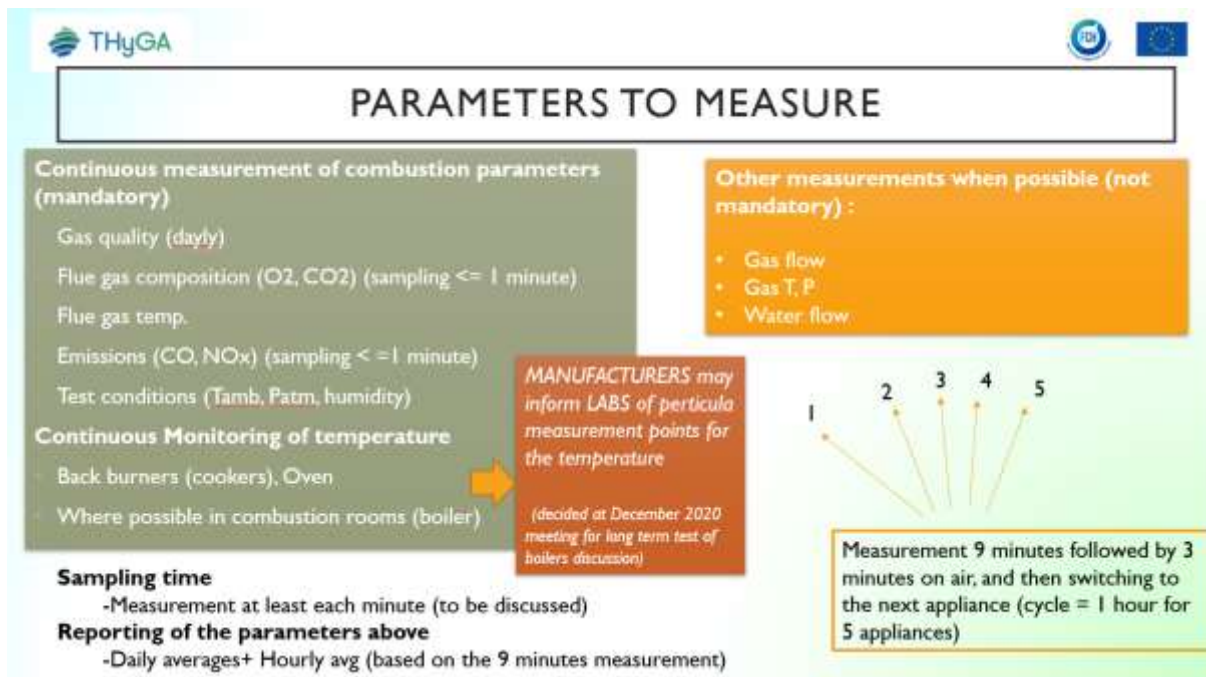 THyGA
FCH
PARAMETERS TO MEASURE
Continuous measurement of combustion parameters
(mandatory)
Gas quality (dayly)
Flue gas composition (O2, CO2) (sampling <= 1 minute)
Flue gas temp.
Emissions (CO, NOx) (sampling < =1 minute)
Test conditions (Tamb, Patm, humidity)
Continuous Monitoring of temperature
Back burners (cookers), Oven
Where possible in combustion rooms (boiler)
MANUFACTURERS may
inform LABS of perticula
measurement points for
the temperature
(decided at December 2020
meeting for long term test of
boilers discussion)
Other measurements when possible (not
mandatory) :
• Gas flow
• Gas T, P
• Water flow
1
2
3
4
5
Measurement 9 minutes followed by 3
minutes on air, and then switching to
the next appliance (cycle = 1 hour for
5 appliances)
Sampling time
-Measurement at least each minute (to be discussed)
Reporting of the parameters above
-Daily averages+ Hourly avg (based on the 9 minutes measurement)